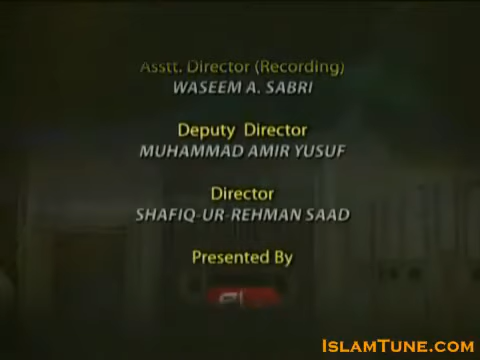 Asstt. Director (Recording)
WASEEM A. SABRI
Deputy Director
MUHAMMAD AMIR YUSUF
Director
SHAFIQ-UR-REHMAN SAAD
Presented By
ISLAMTUNE.COM